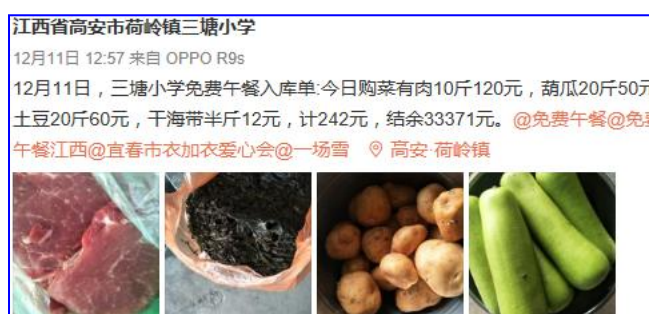 江西省高安市荷岭镇三塘小学
12月11日 12:57 来自 OPPO R9s
12月11日，三塘小学免费午餐入库单:今日购菜有肉10斤120元，葫瓜20斤50元
土豆20斤60元，干海带半斤12元，计242元，结余33371元。@免费午餐@免
午餐江西@宜春市衣加衣爱心会@一场雪 高安·荷岭镇